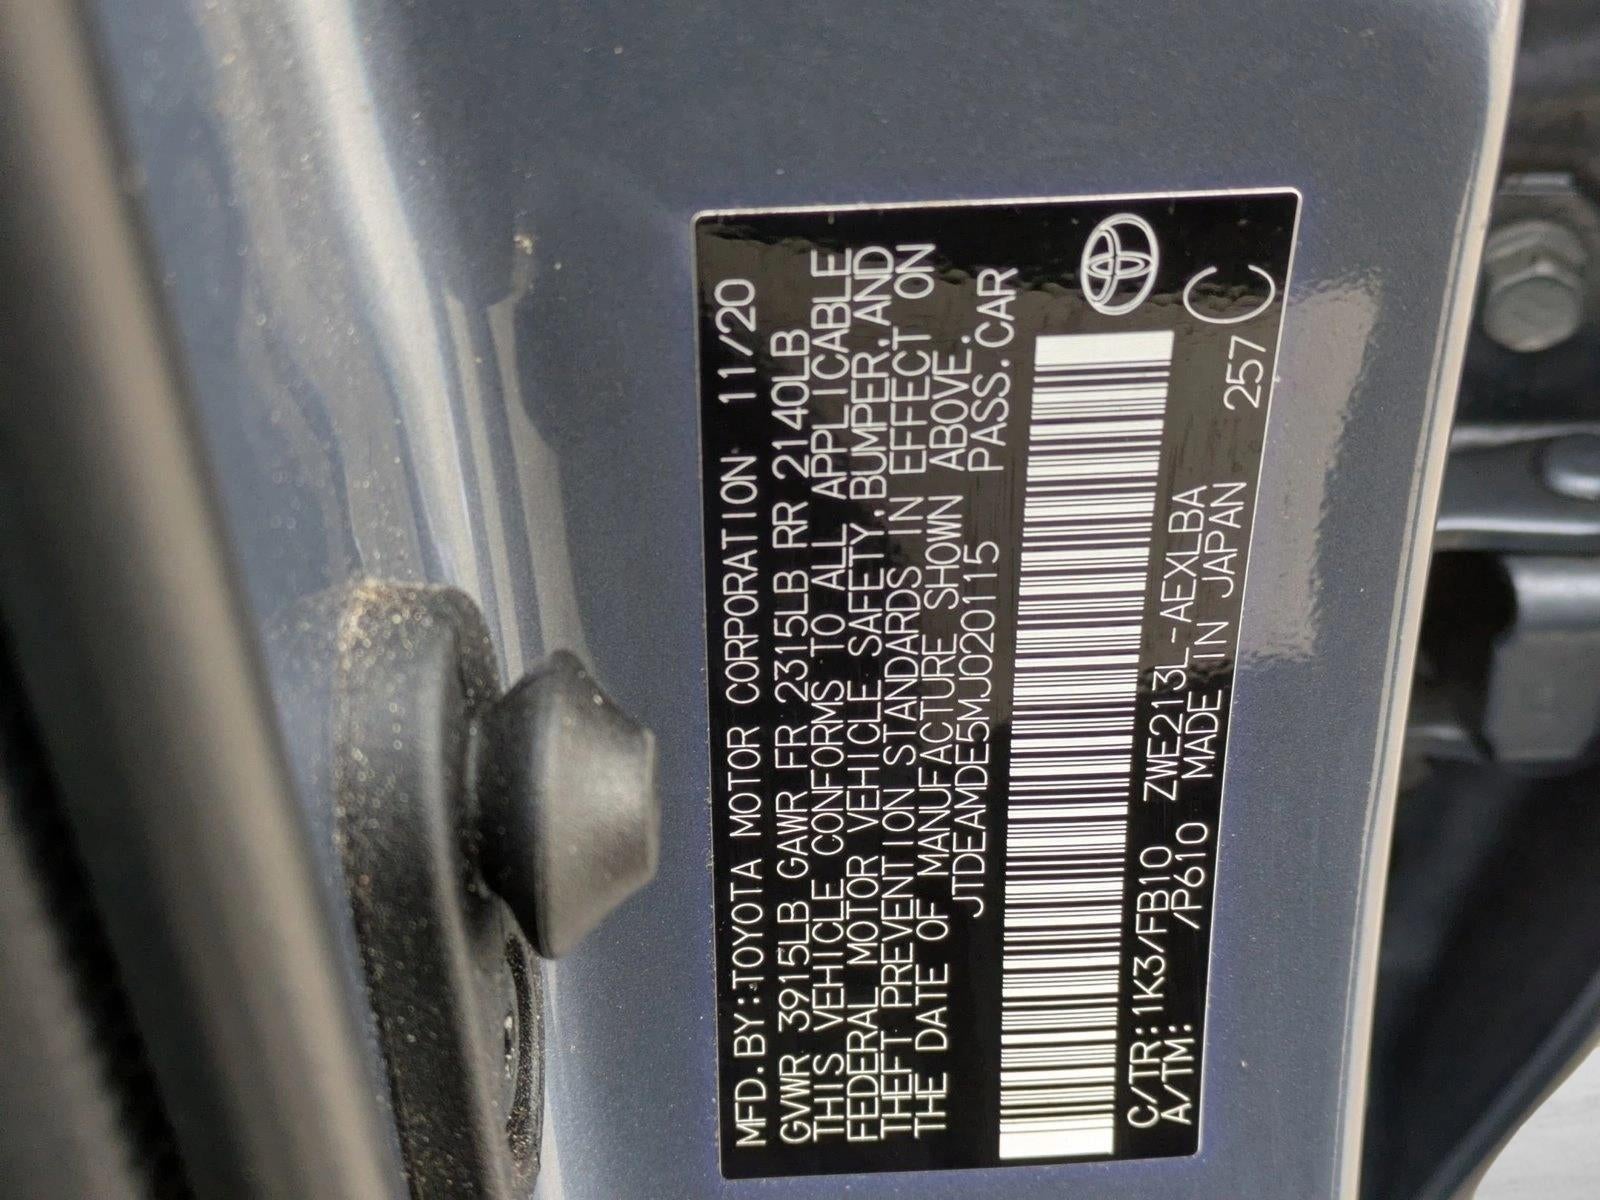 MFD.BY:TOYOTA MOTOR CORPORATION 11/20
GVWR 3915LB GAWR FR 2315LB RR 2140LB
THIS VEHICLE CONFORMS TO ALL APPLICABLE
FEDERAL MOTOR VEHICLE SAFETY,BUMPER,AND
THEFT PREVENTION STANDARDS IN EFFECT ON
THE DATE OF MANUFACTURE SHOWN ABOVE.
JTDEAMDE5MJ020115 PASS.CAR
C/TR:1K3/FB10 ZWE213L-AEXLBA
A/TM: /P610 MADE IN JAPAN 257 C